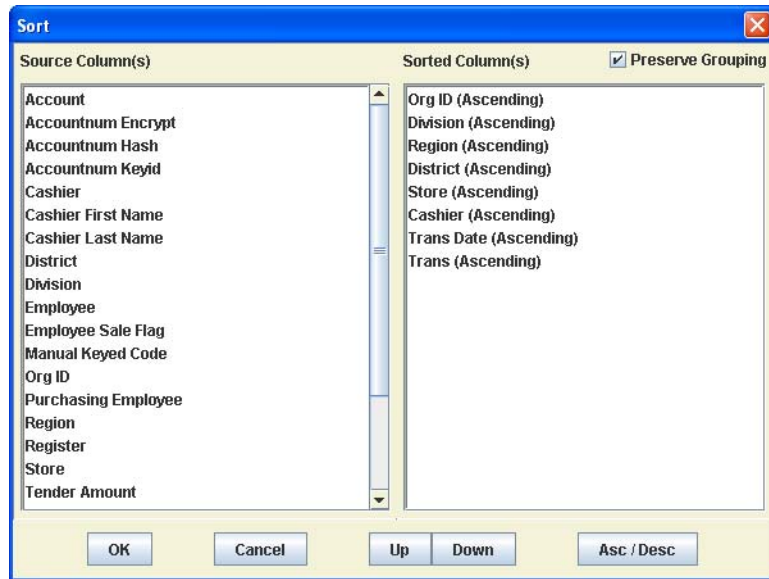 Sort
Source Column(s)
Sorted Column(s)
Preserve Grouping
Account
Accountnum Encrypt
Accountnum Hash
Accountnum Keyid
Cashier
Cashier First Name
Cashier Last Name
District
Division
Employee
Employee Sale Flag
Manual Keyed Code
Org ID
Purchasing Employee
Region
Register
Store
Tender Amount
Org ID (Ascending)
Division (Ascending)
Region (Ascending)
District (Ascending)
Store (Ascending)
Cashier (Ascending)
Trans Date (Ascending)
Trans (Ascending)
OK
Cancel
Up
Down
Asc / Desc